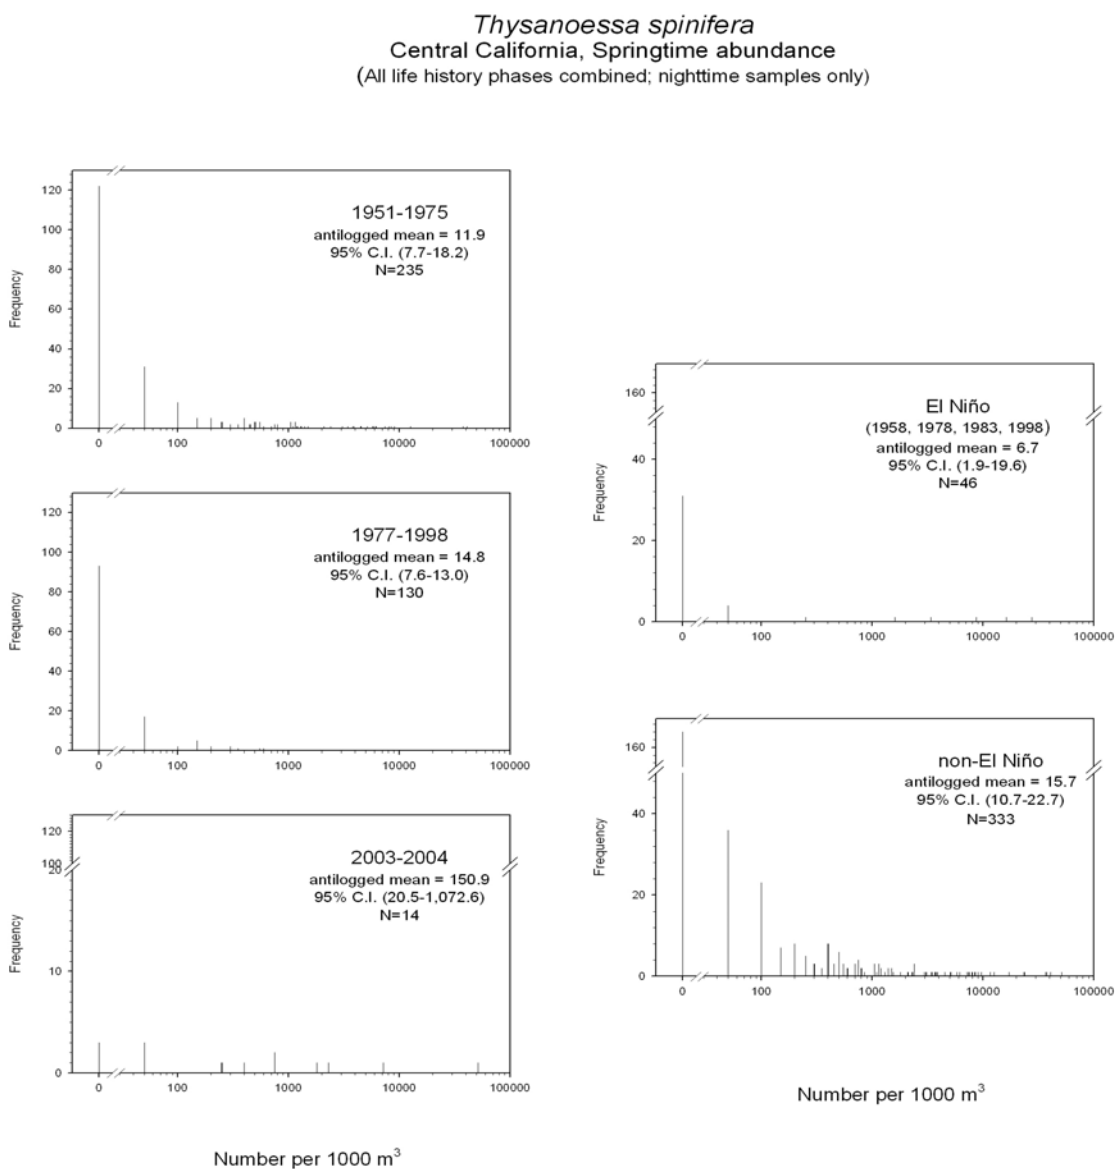 Thysanoessa spinifera
Central California, Springtime abundance
(All life history phases combined; nighttime samples only)
1951-1975
antilogged mean = 11.9
95% C.I. (7.7-18.2)
N=235
Frequency
120
100
80
60
40
20
0
0 100 1000 10000 100000
1977-1998
antilogged mean = 14.8
95% C.I. (7.6-13.0)
N=130
Frequency
120
100
80
60
40
20
0
0 100 1000 10000 100000
2003-2004
antilogged mean = 150.9
95% C.I. (20.5-1,072.6)
N=14
Frequency
120
100
20
10
0
0 100 1000 10000 100000
Number per 1000 m³
El Niño
(1958, 1978, 1983, 1998)
antilogged mean = 6.7
95% C.I. (1.9-19.6)
N=46
Frequency
160
40
20
0
0 100 1000 10000 100000
non-El Niño
antilogged mean = 15.7
95% C.I. (10.7-22.7)
N=333
Frequency
160
40
20
0
0 100 1000 10000 100000
Number per 1000 m³